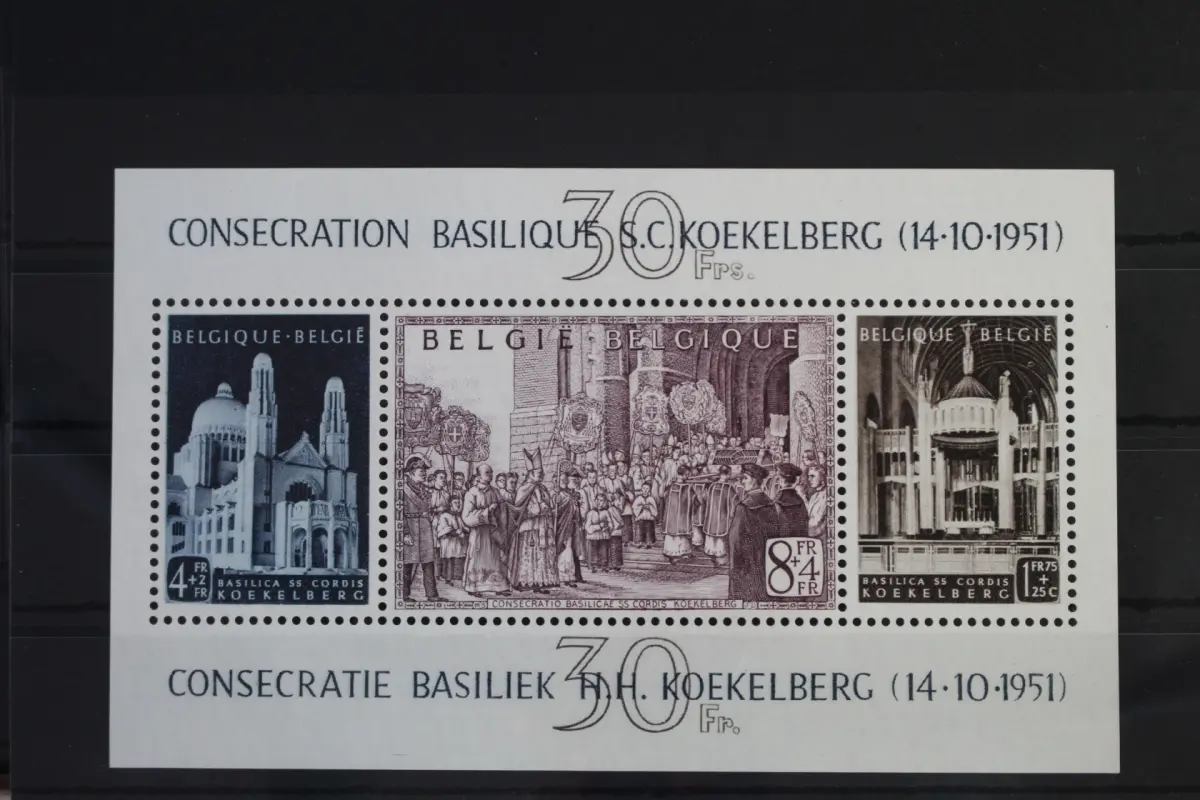 30 Frs.
CONSECRATION BASILIQUE S.C. KOEKELBERG (14·10·1951)
BELGIQUE·BELGIË
4 FR + 2 FR
BASILICA SS CORDIS
KOEKELBERG
BELGIË·BELGIQUE
8 FR + 4 FR
CONSECRATIO BASILICAE SS CORDIS KOEKELBERG
BELGIQUE BELGIË
BASILICA SS CORDIS
KOEKELBERG
1 FR75 + 25 C
CONSECRATIE BASILIEK H.H. KOEKELBERG (14·10·1951)
30 Fr.